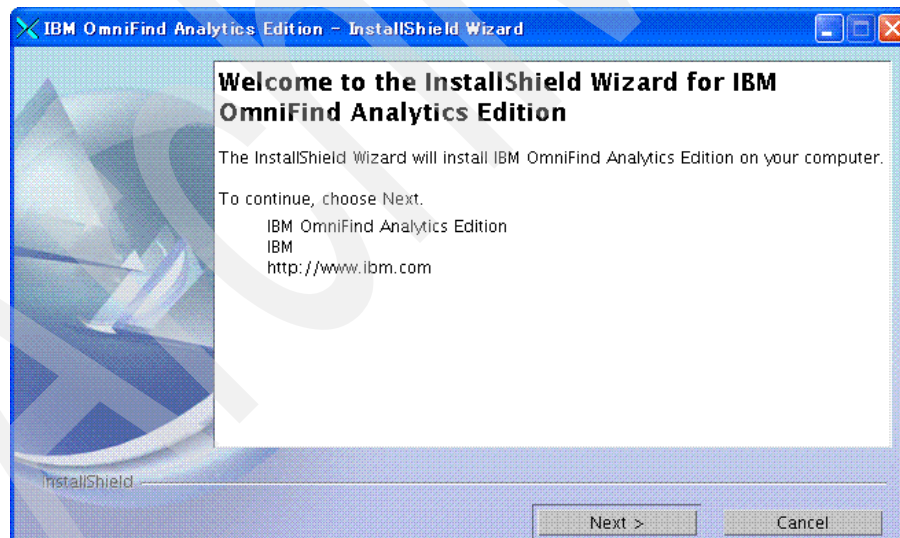 IBM OmniFind Analytics Edition - InstallShield Wizard
Welcome to the InstallShield Wizard for IBM
OmniFind Analytics Edition
The InstallShield Wizard will install IBM OmniFind Analytics Edition on your computer.
To continue, choose Next.
IBM OmniFind Analytics Edition
IBM
http://www.ibm.com
InstallShield
Next >
Cancel